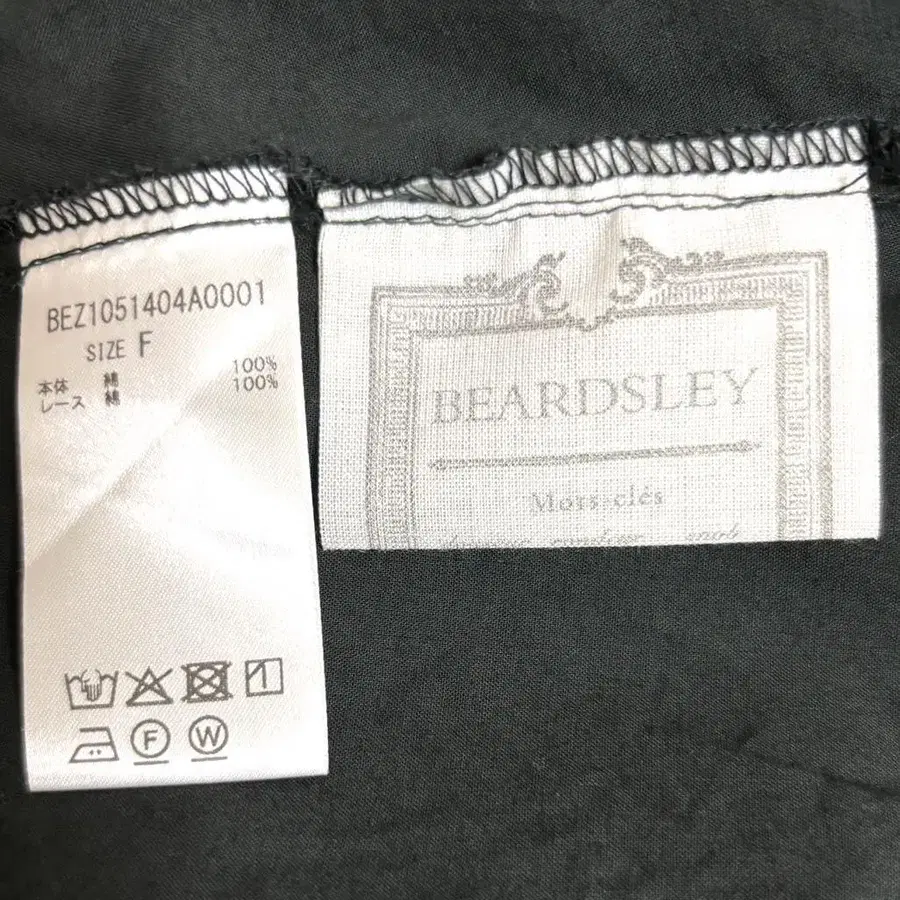 BEZ1051404A0001
SIZE F
本体 綿 100%
レース 綿 100%
F W
BEARDSLEY
Mots-clés